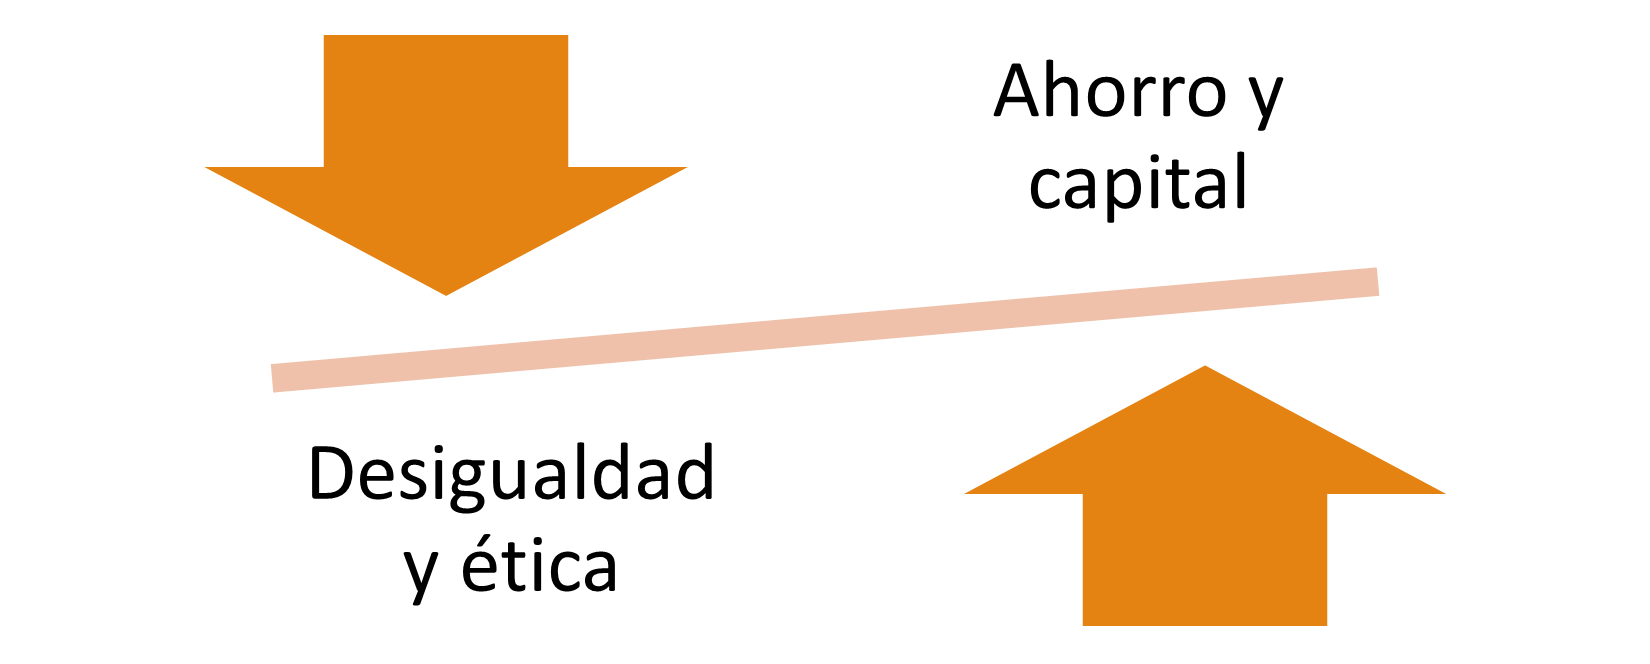 Ahorro y
capital
Desigualdad
y ética